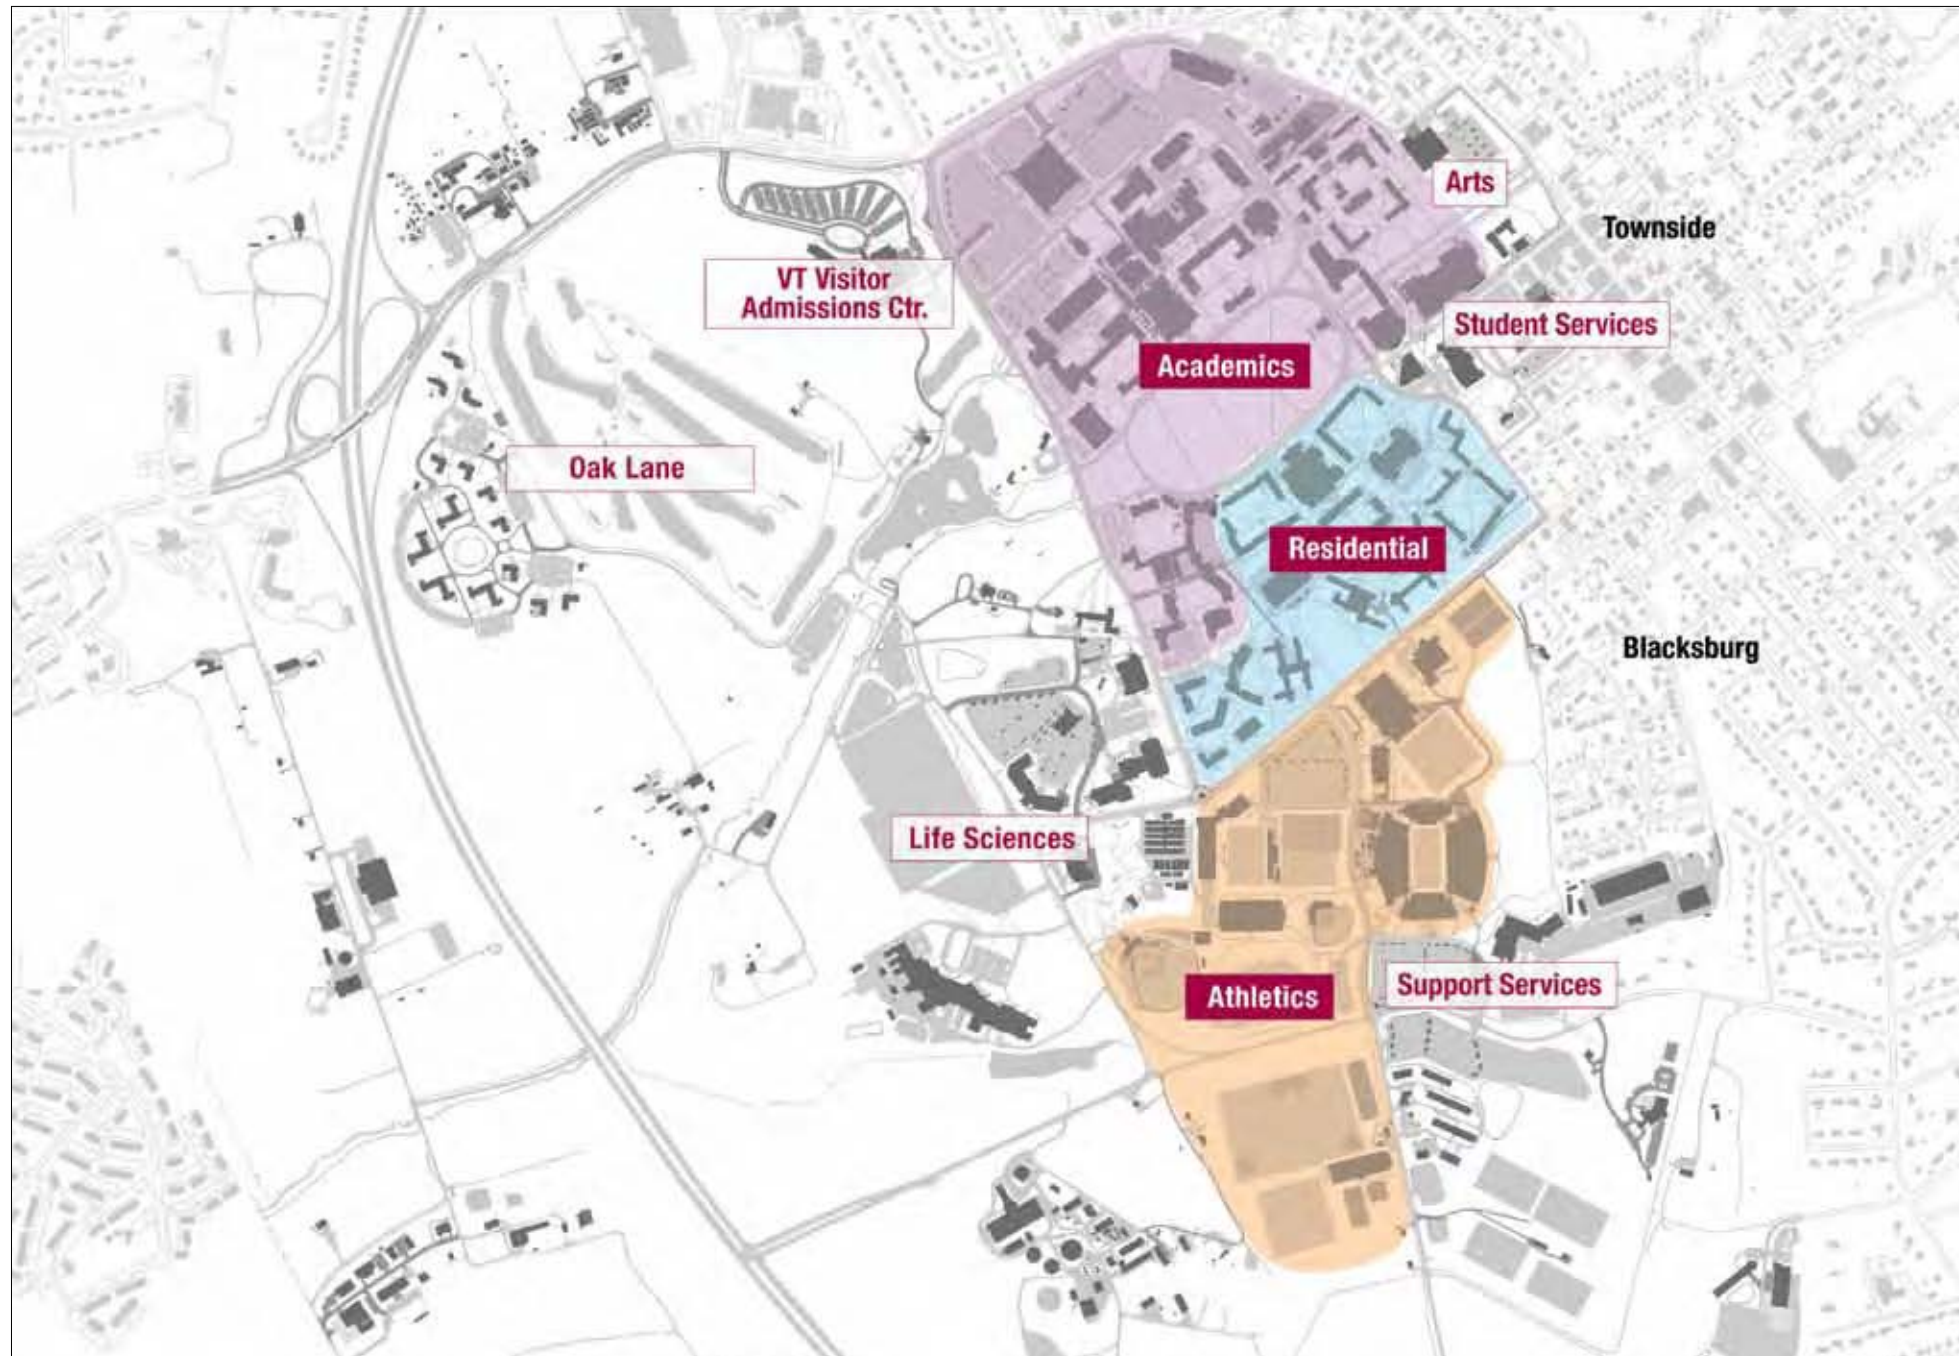 Arts
Townside
VT Visitor
Admissions Ctr.
Student Services
Academics
Oak Lane
Residential
Blacksburg
Life Sciences
Support Services
Athletics